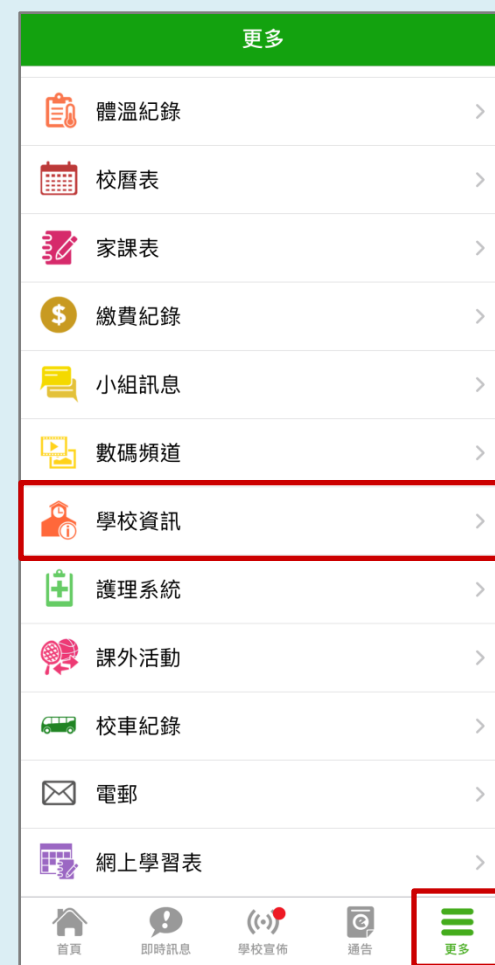 更多
體溫紀錄
校曆表
家課表
繳費紀錄
小組訊息
數碼頻道
學校資訊
護理系統
課外活動
校車紀錄
電郵
網上學習表
首頁
即時訊息
學校宣佈
通告
更多